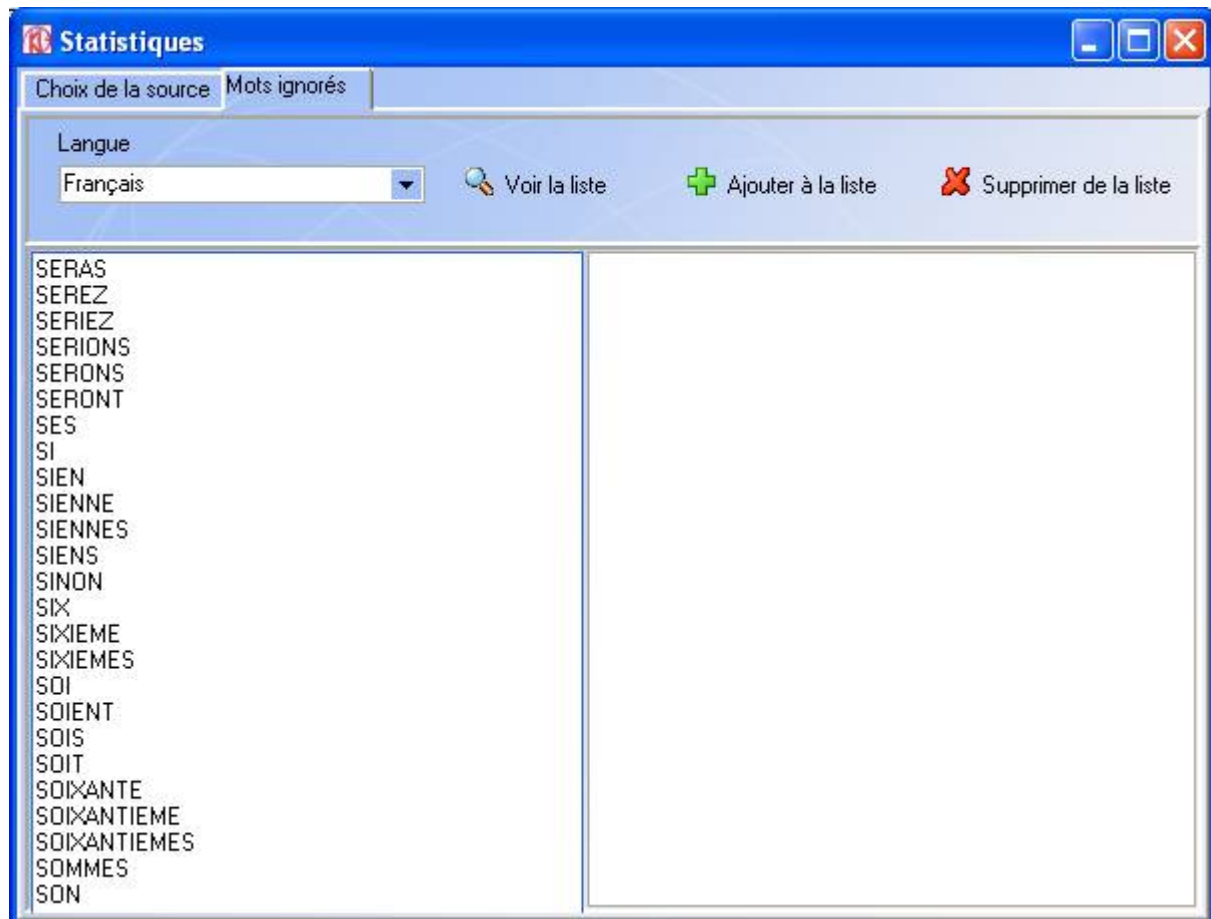 Statistiques
Choix de la source Mots ignorés
Langue
Français Voir la liste Ajouter à la liste Supprimer de la liste
SERAS
SEREZ
SERIEZ
SERIONS
SERONS
SERONT
SES
SI
SIEN
SIENNE
SIENNES
SIENS
SINON
SIX
SIXIEME
SIXIEMES
SOI
SOIENT
SOIS
SOIT
SOIXANTE
SOIXANTIEME
SOIXANTIEMES
SOMMES
SON